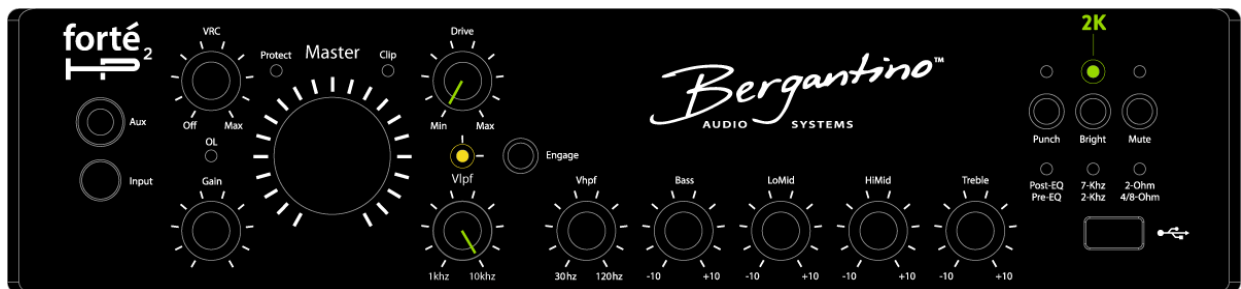 forté
HP2
VRC
Off Max
OL
Gain
Aux
Input
Protect
Master
Clip
Drive
Min Max
Engage
Vlpf
1khz 10khz
Vhpf
30hz 120hz
Bass
-10 +10
LoMid
-10 +10
HiMid
-10 +10
Treble
-10 +10
Bergantino™
AUDIO SYSTEMS
2K
Punch
Bright
Mute
Post-EQ
Pre-EQ
7-Khz
2-Khz
2-Ohm
4/8-Ohm